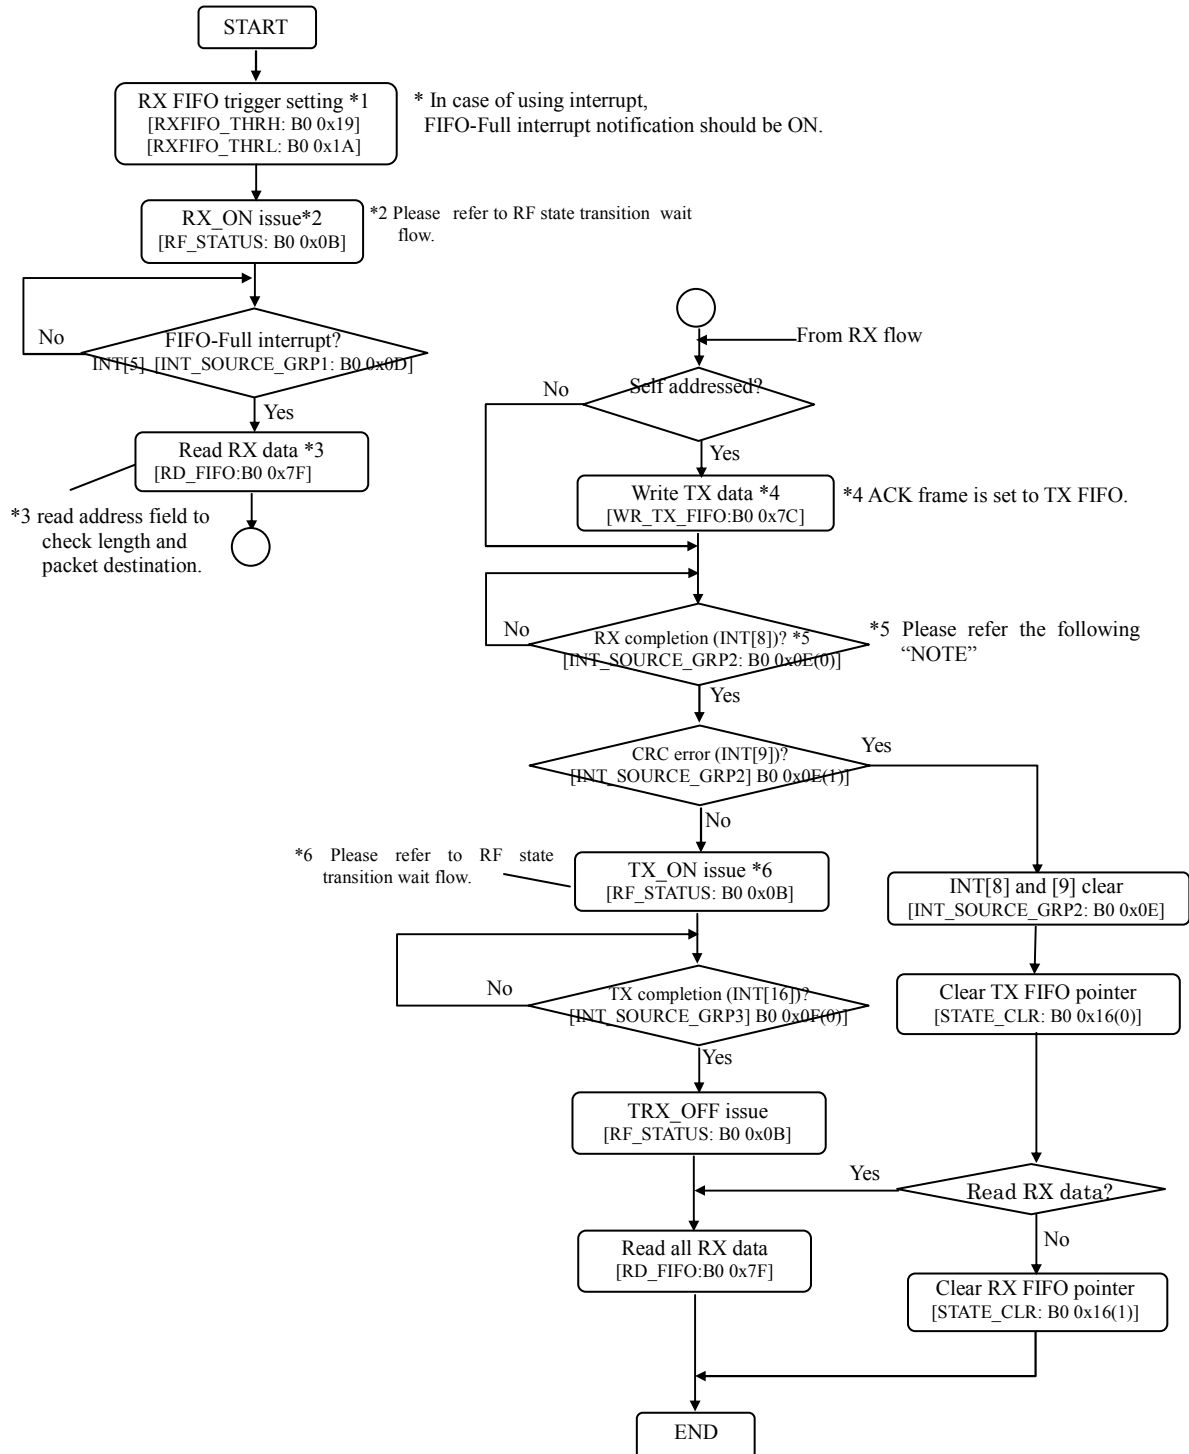 START
RX FIFO trigger setting *1
[RXFIFO_THRH: B0 0x19]
[RXFIFO_THRL: B0 0x1A]
* In case of using interrupt,
FIFO-Full interrupt notification should be ON.
RX_ON issue*2
[RF_STATUS: B0 0x0B]
*2 Please refer to RF state transition wait
flow.
No
FIFO-Full interrupt?
INT[5] [INT_SOURCE_GRP1: B0 0x0D]
Yes
Read RX data *3
[RD_FIFO:B0 0x7F]
*3 read address field to
check length and
packet destination.
From RX flow
Self addressed?
No
Yes
Write TX data *4
[WR_TX_FIFO:B0 0x7C]
*4 ACK frame is set to TX FIFO.
No
RX completion (INT[8])? *5
[INT_SOURCE_GRP2: B0 0x0E(0)]
*5 Please refer the following
“NOTE”
Yes
CRC error (INT[9])?
[INT_SOURCE_GRP2] B0 0x0E(1)]
Yes
No
*6 Please refer to RF state
transition wait flow.
TX_ON issue *6
[RF_STATUS: B0 0x0B]
INT[8] and [9] clear
[INT_SOURCE_GRP2: B0 0x0E]
No
TX completion (INT[16])?
[INT_SOURCE_GRP3] B0 0x0F(0)]
Clear TX FIFO pointer
[STATE_CLR: B0 0x16(0)]
Yes
TRX_OFF issue
[RF_STATUS: B0 0x0B]
Yes
Read RX data?
No
Read all RX data
[RD_FIFO:B0 0x7F]
Clear RX FIFO pointer
[STATE_CLR: B0 0x16(1)]
END